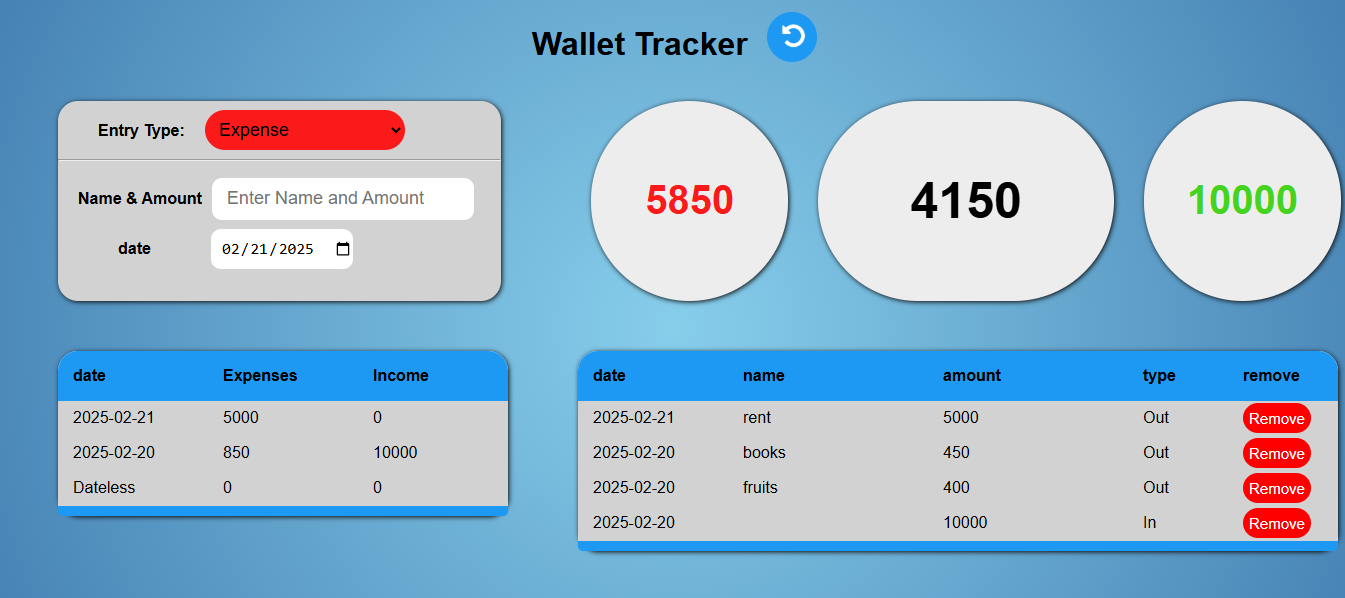 Wallet Tracker
Entry Type: Expense
Name & Amount Enter Name and Amount
date 02/21/2025
5850 4150 10000
date Expenses Income
2025-02-21 5000 0
2025-02-20 850 10000
Dateless 0 0
date name amount type remove
2025-02-21 rent 5000 Out Remove
2025-02-20 books 450 Out Remove
2025-02-20 fruits 400 Out Remove
2025-02-20 10000 In Remove